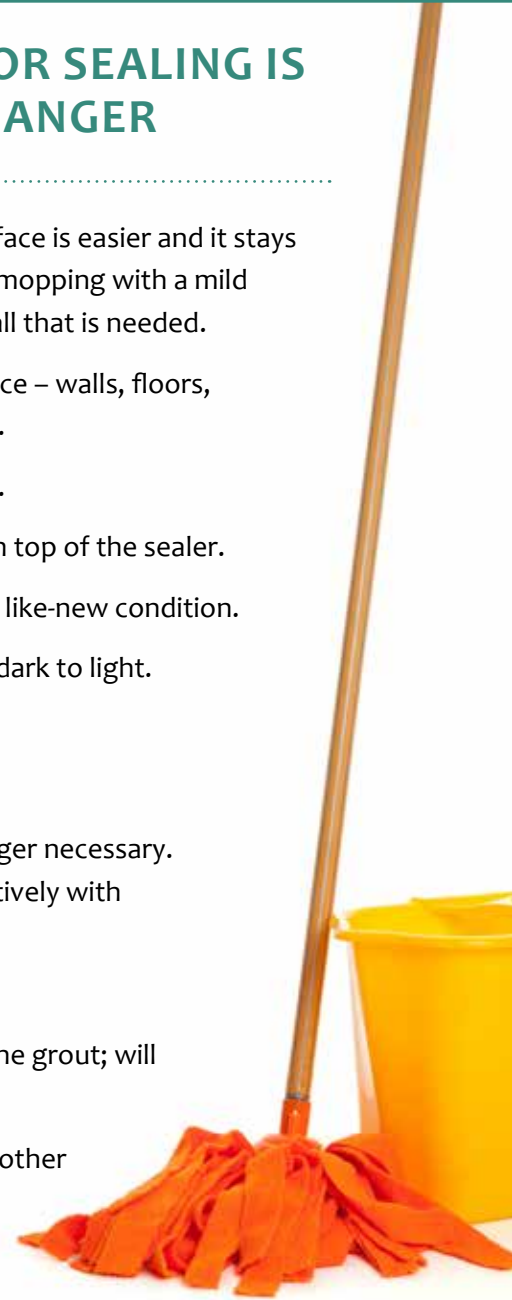 OR SEALING IS
ANGER
face is easier and it stays
mopping with a mild
all that is needed.
ce – walls, floors,
.
.
n top of the sealer.
like-new condition.
dark to light.
ger necessary.
tively with
he grout; will
other